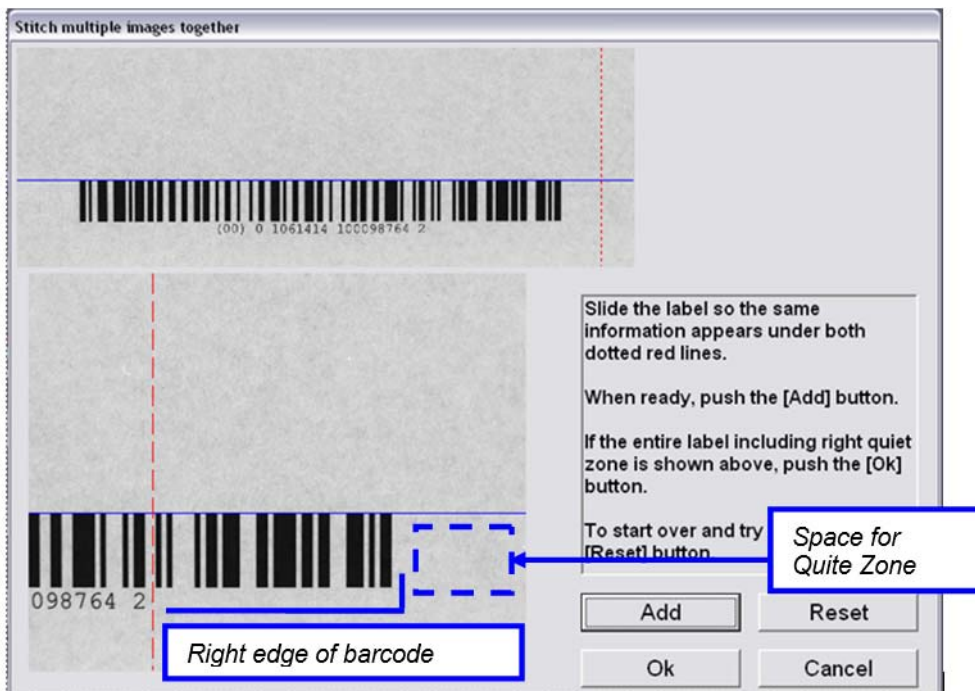 Stitch multiple images together
(00) 0 1061414 100098764 2
Slide the label so the same
information appears under both
dotted red lines.
When ready, push the [Add] button.
If the entire label including right quiet
zone is shown above, push the [Ok]
button.
To start over and try
[Reset] button
Space for
Quite Zone
098764 2
Right edge of barcode
Add
Reset
Ok
Cancel